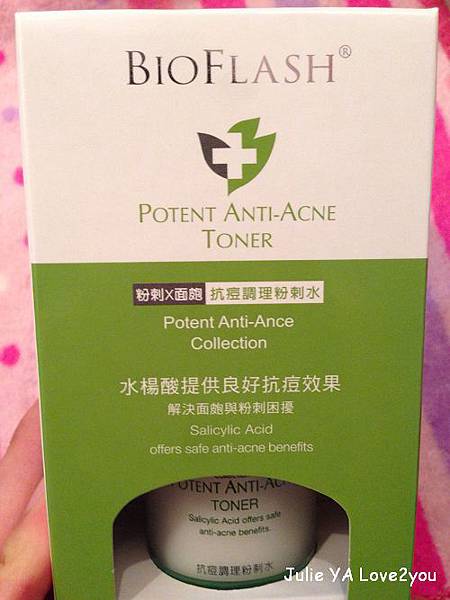 BIOFLASH®
POTENT ANTI-ACNE
TONER
粉刺X面皰 抗痘調理粉刺水
Potent Anti-Ance
Collection
水楊酸提供良好抗痘效果
解決面皰與粉刺困擾
Salicylic Acid
offers safe anti-acne benefits
POTENT ANTI-AC
TONER
Salicylic Acid offers safe
anti-acne benefits.
抗痘調理粉刺水
Julie YA Love2you